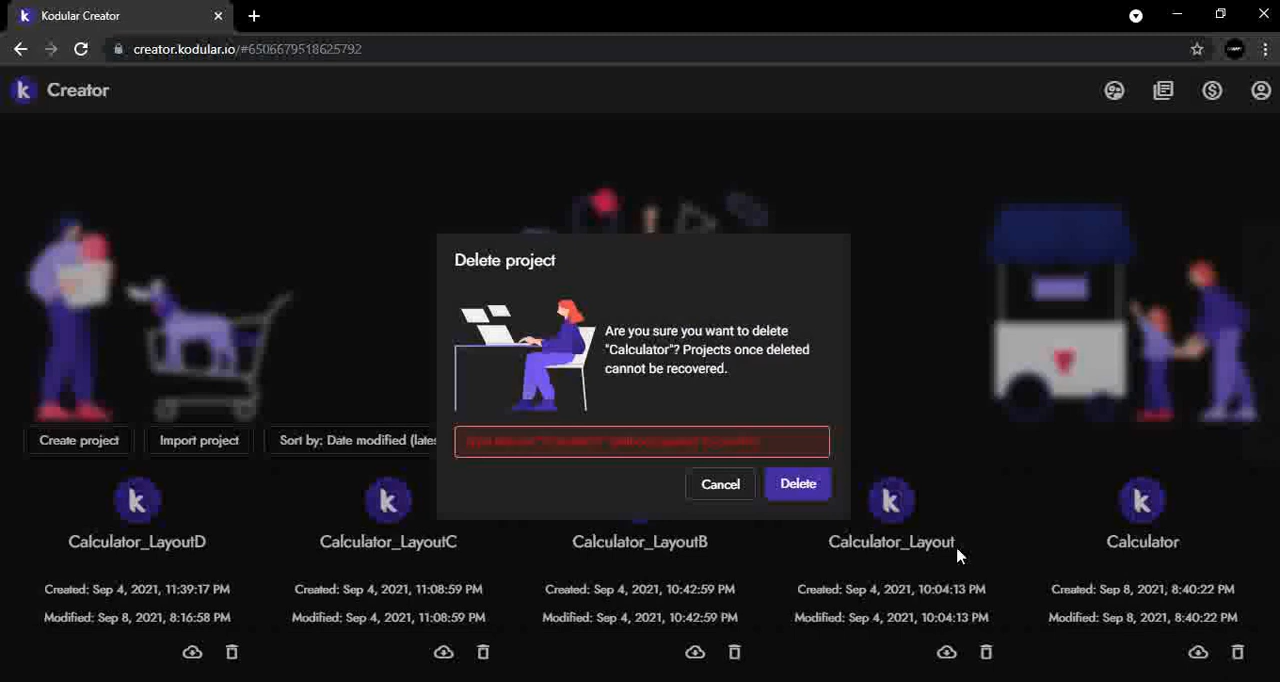 Kodular Creator
creator.kodular.io/#6506679518625792
Creator
Delete project
Are you sure you want to delete
"Calculator"? Projects once deleted
cannot be recovered.
Create project
Import project
Sort by: Date modified (lates
Cancel
Delete
Calculator_LayoutD
Calculator_LayoutC
Calculator_LayoutB
Calculator_Layout
Calculator
Created: Sep 4, 2021, 11:39:17 PM
Created: Sep 4, 2021, 11:08:59 PM
Created: Sep 4, 2021, 10:42:59 PM
Created: Sep 4, 2021, 10:04:13 PM
Created: Sep 8, 2021, 8:40:22 PM
Modified: Sep 8, 2021, 8:16:58 PM
Modified: Sep 4, 2021, 11:08:59 PM
Modified: Sep 4, 2021, 10:42:59 PM
Modified: Sep 4, 2021, 10:04:13 PM
Modified: Sep 8, 2021, 8:40:22 PM